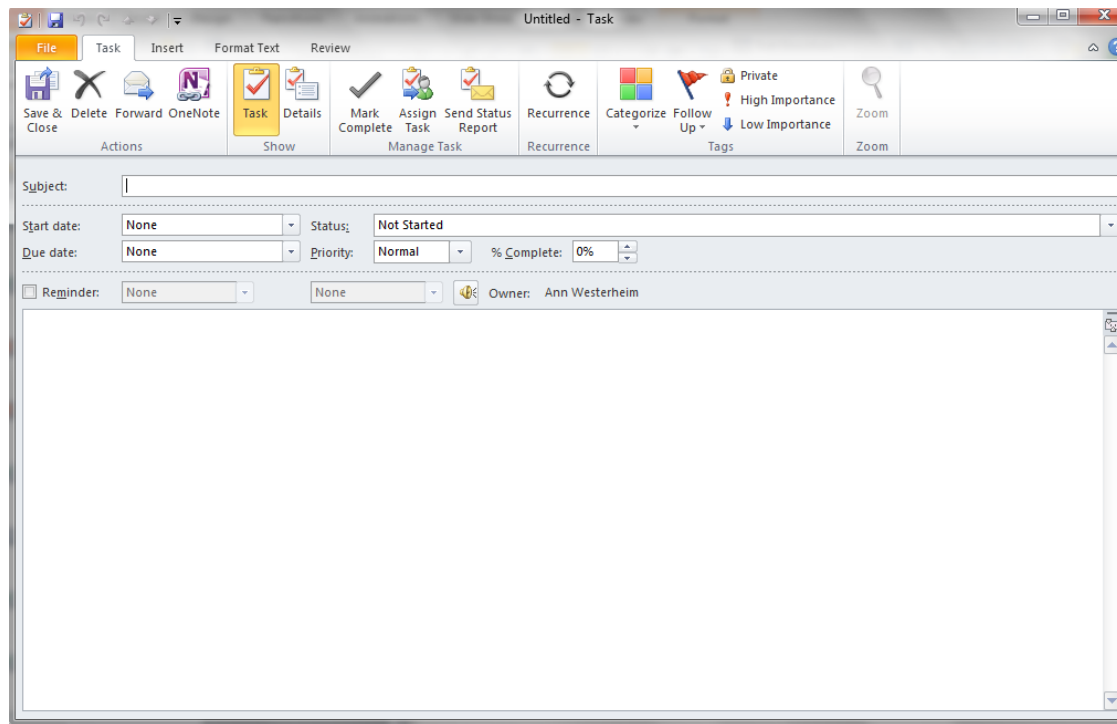 Untitled - Task
File Task Insert Format Text Review
Save & Close Delete Forward OneNote Task Details Mark Complete Assign Task Send Status Report Recurrence Categorize Follow Up Private High Importance Low Importance Zoom
Actions Show Manage Task Recurrence Tags Zoom
Subject:
Start date: None Status: Not Started
Due date: None Priority: Normal % Complete: 0%
Reminder: None None Owner: Ann Westerheim